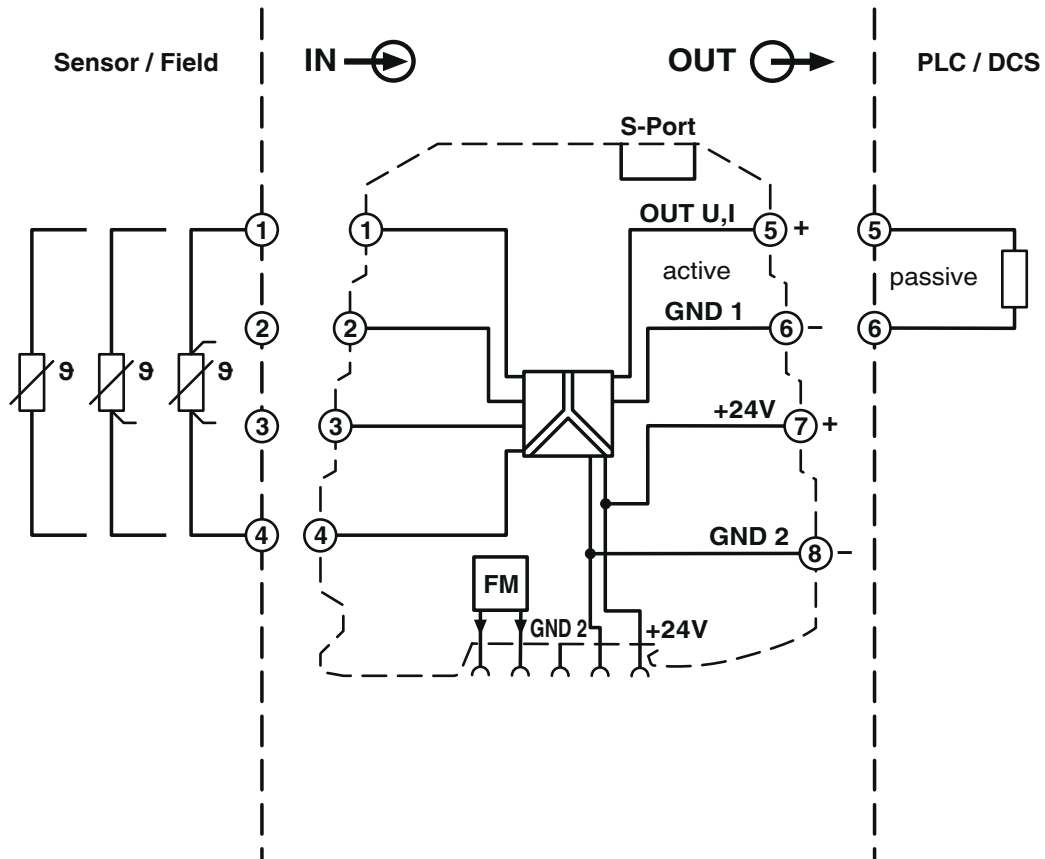 Sensor / Field
IN
OUT
PLC / DCS
S-Port
1
1
OUT U,I
5
+
5
active
passive
2
2
GND 1
6
–
6
ϑ
ϑ
ϑ
3
3
+24V
7
+
4
4
GND 2
8
–
FM
GND 2
+24V